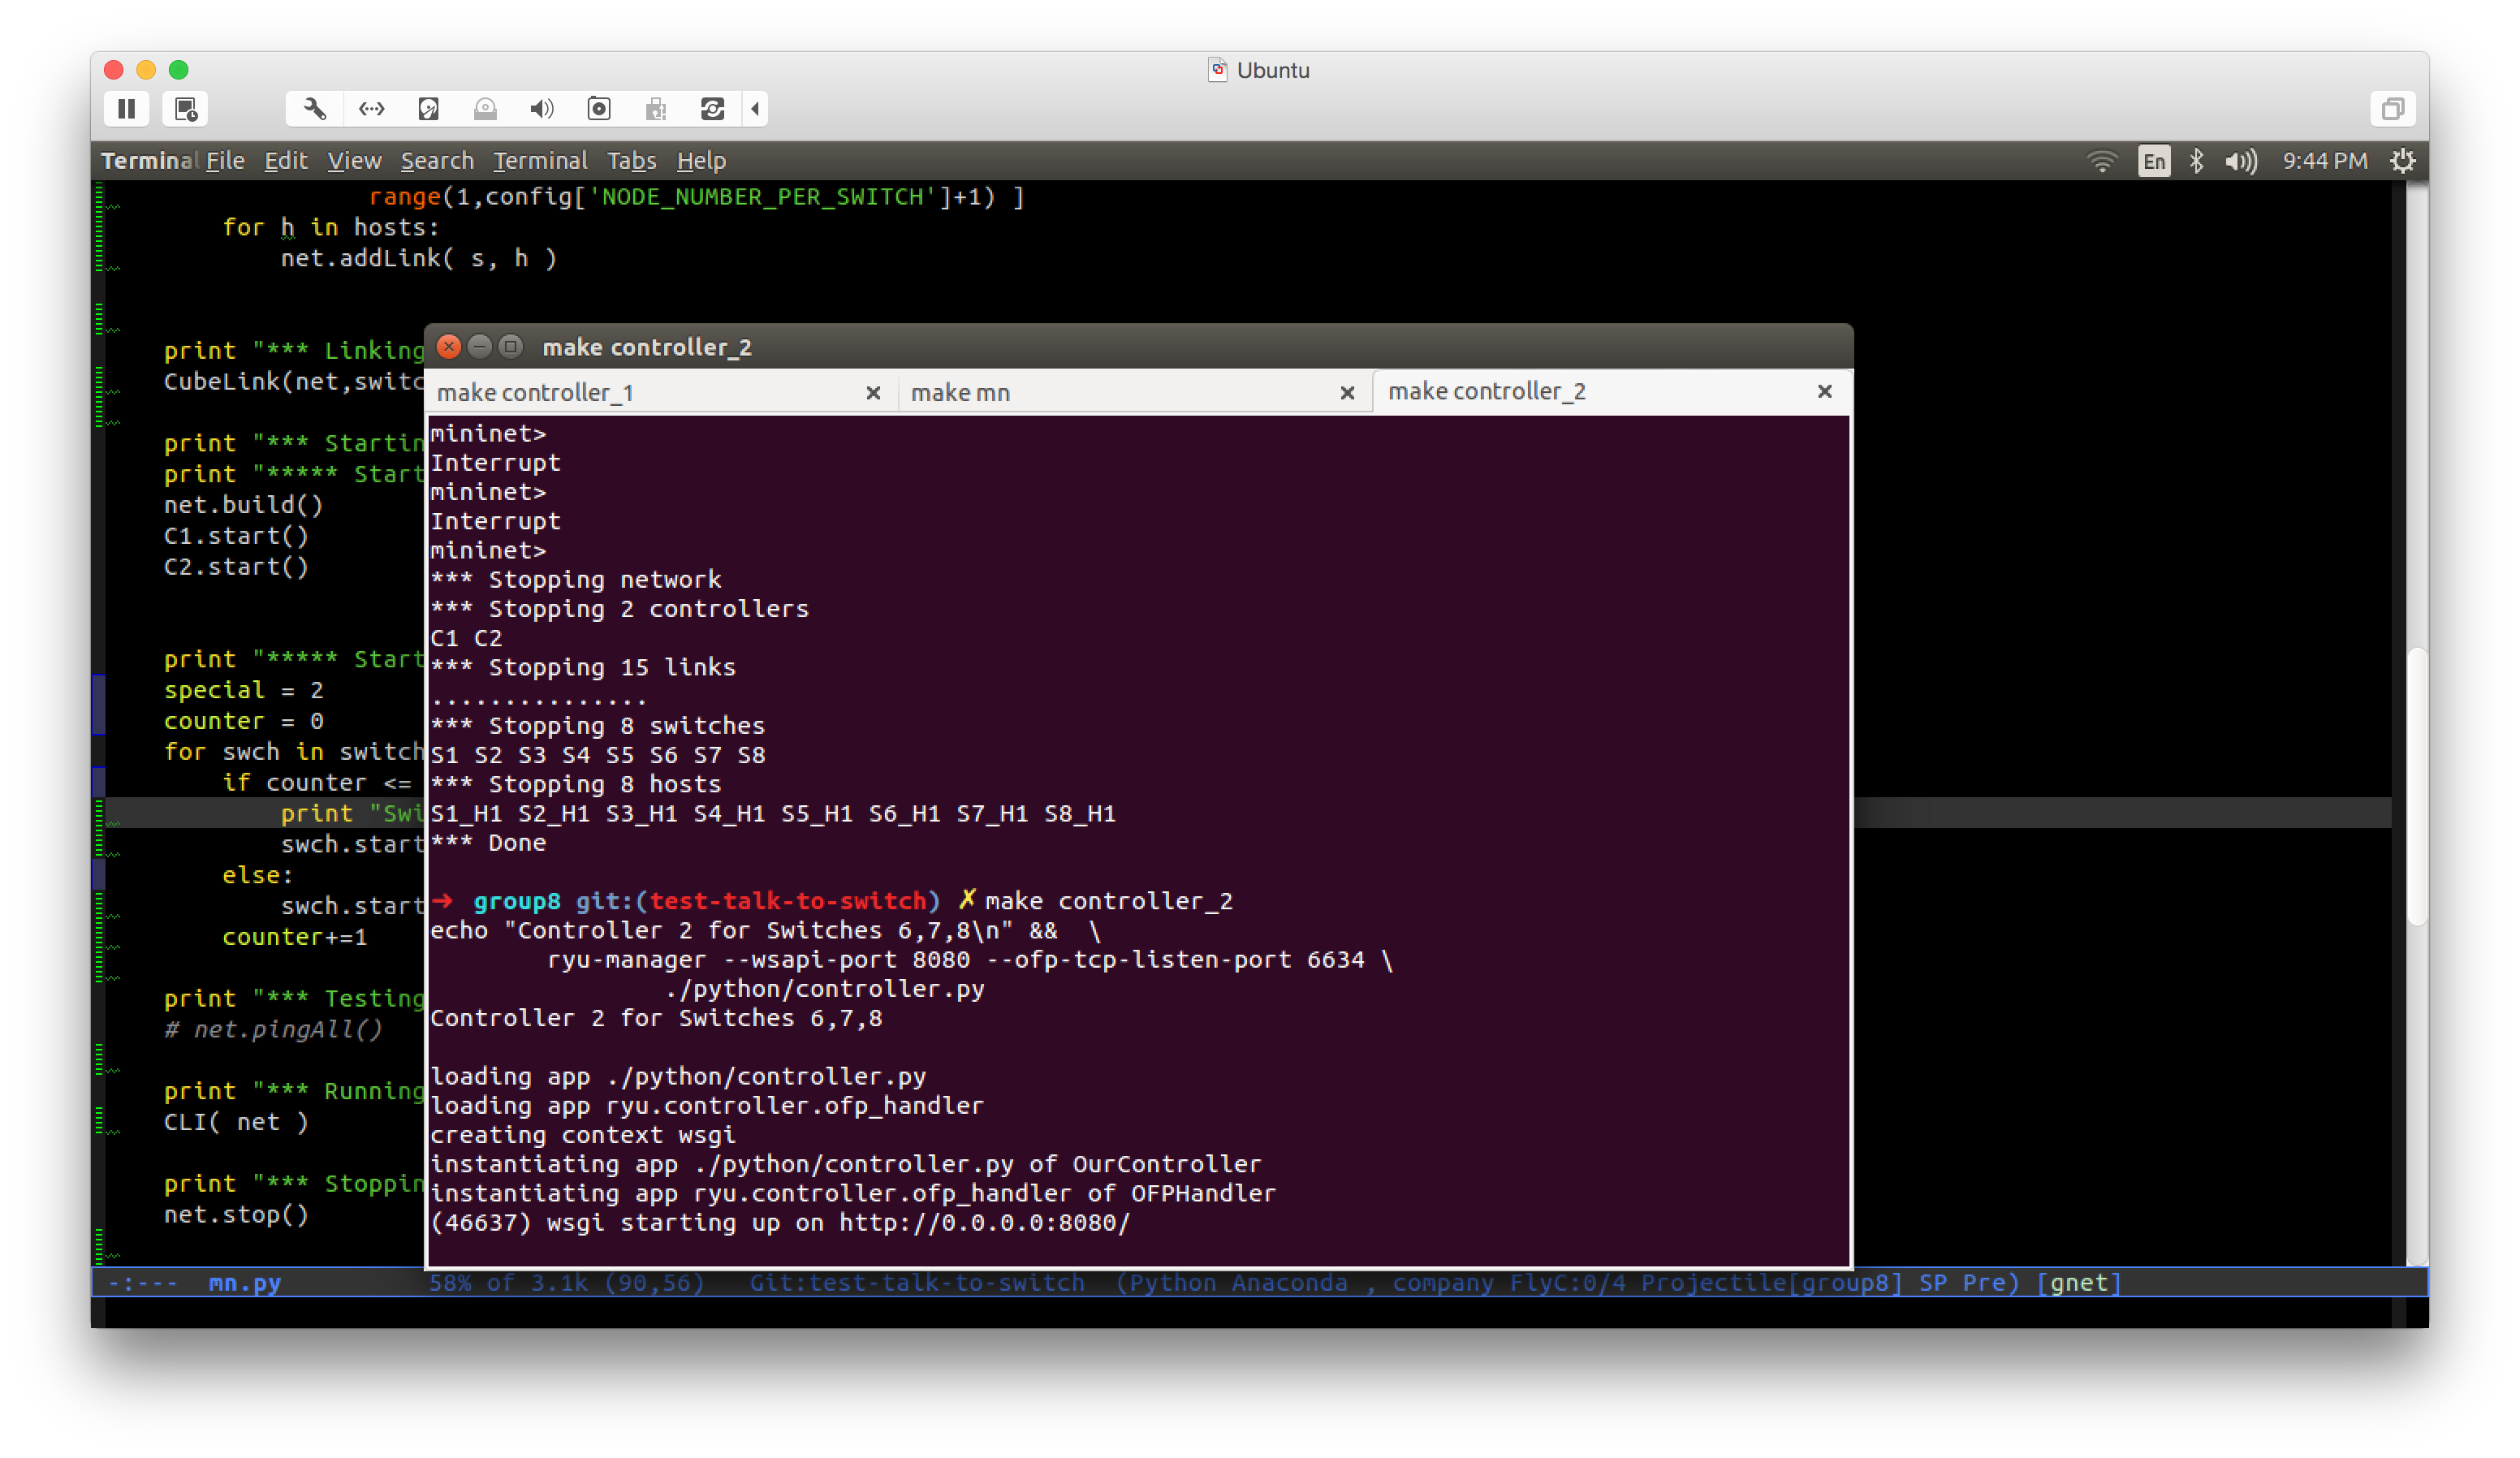 Ubuntu
Terminal File Edit View Search Terminal Tabs Help En 9:44 PM
range(1,config['NODE_NUMBER_PER_SWITCH']+1) ]
for h in hosts:
net.addLink( s, h )
print "*** Linking
CubeLink(net,switc
print "*** Startin
print "***** Start
net.build()
C1.start()
C2.start()
print "***** Start
special = 2
counter = 0
for swch in switch
if counter <=
print "Swi
swch.start
else:
swch.start
counter+=1
print "*** Testing
# net.pingAll()
print "*** Running
CLI( net )
print "*** Stoppin
net.stop()
make controller_2
make controller_1 make mn make controller_2
mininet>
Interrupt
mininet>
Interrupt
mininet>
*** Stopping network
*** Stopping 2 controllers
C1 C2
*** Stopping 15 links
...............
*** Stopping 8 switches
S1 S2 S3 S4 S5 S6 S7 S8
*** Stopping 8 hosts
S1_H1 S2_H1 S3_H1 S4_H1 S5_H1 S6_H1 S7_H1 S8_H1
*** Done
➜ group8 git:(test-talk-to-switch) ✗ make controller_2
echo "Controller 2 for Switches 6,7,8\n" && \
ryu-manager --wsapi-port 8080 --ofp-tcp-listen-port 6634 \
./python/controller.py
Controller 2 for Switches 6,7,8
loading app ./python/controller.py
loading app ryu.controller.ofp_handler
creating context wsgi
instantiating app ./python/controller.py of OurController
instantiating app ryu.controller.ofp_handler of OFPHandler
(46637) wsgi starting up on http://0.0.0.0:8080/
-:--- mn.py 58% of 3.1k (90,56) Git:test-talk-to-switch (Python Anaconda , company FlyC:0/4 Projectile[group8] SP Pre) [gnet]